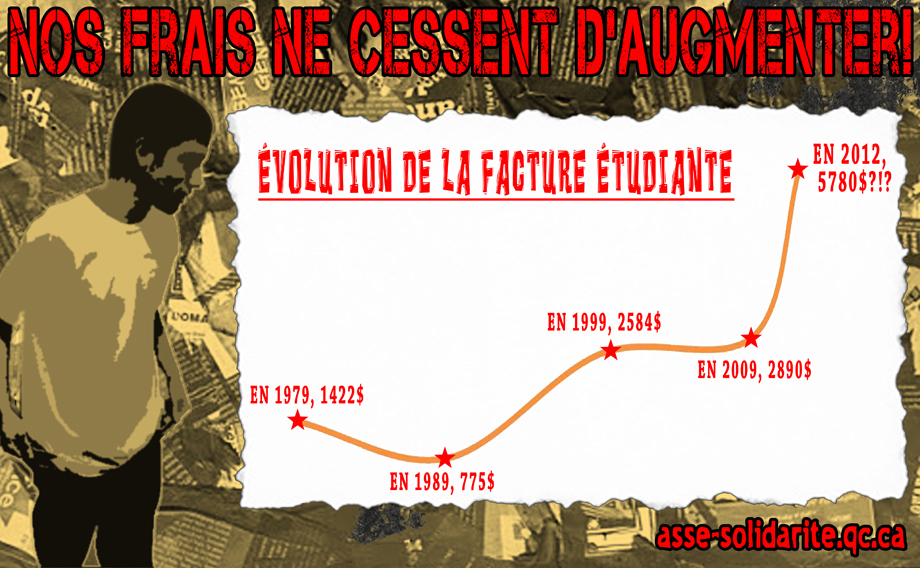 NOS FRAIS NE CESSENT D'AUGMENTER!
ÉVOLUTION DE LA FACTURE ÉTUDIANTE
EN 2012,
5780$?!?
EN 1999, 2584$
EN 2009, 2890$
EN 1979, 1422$
EN 1989, 775$
L'OMA
asse-solidarite.qc.ca